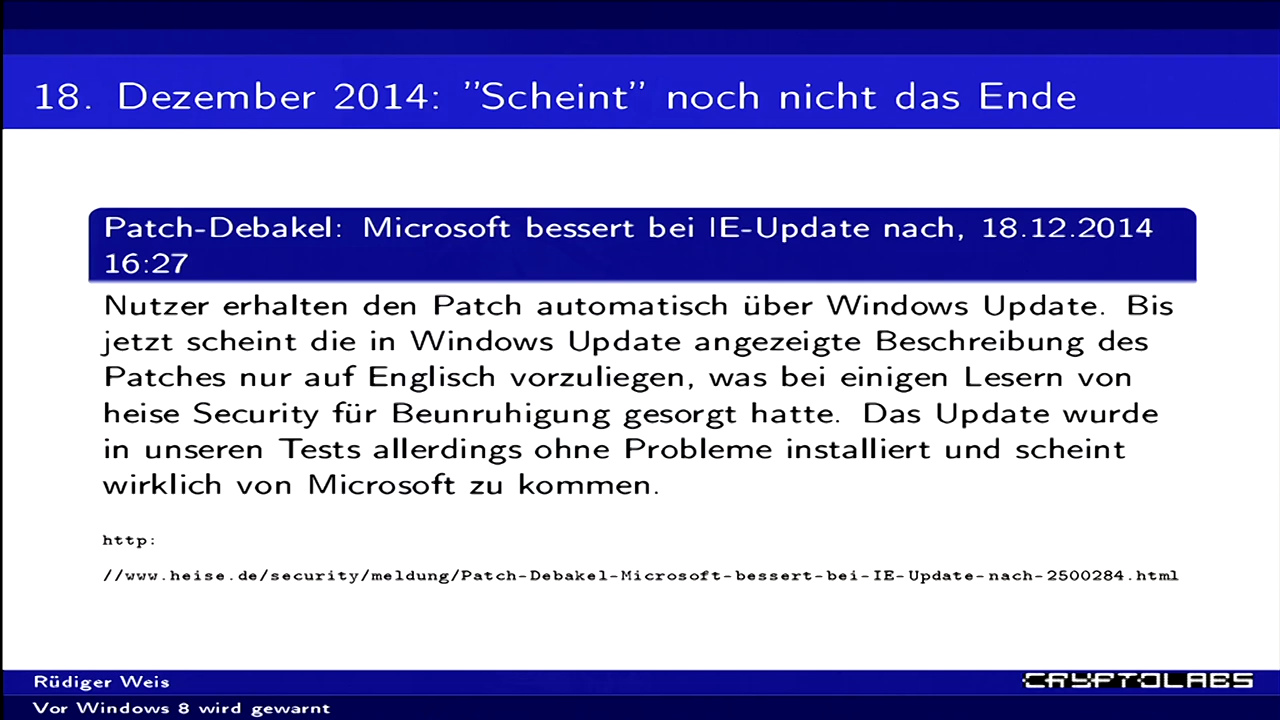 18. Dezember 2014: "Scheint" noch nicht das Ende
Patch-Debakel: Microsoft bessert bei IE-Update nach, 18.12.2014
16:27
Nutzer erhalten den Patch automatisch über Windows Update. Bis
jetzt scheint die in Windows Update angezeigte Beschreibung des
Patches nur auf Englisch vorzuliegen, was bei einigen Lesern von
heise Security für Beunruhigung gesorgt hatte. Das Update wurde
in unseren Tests allerdings ohne Probleme installiert und scheint
wirklich von Microsoft zu kommen.
http:
//www.heise.de/security/meldung/Patch-Debakel-Microsoft-bessert-bei-IE-Update-nach-2500284.html
Rüdiger Weis
CRYPTOLABS
Vor Windows 8 wird gewarnt